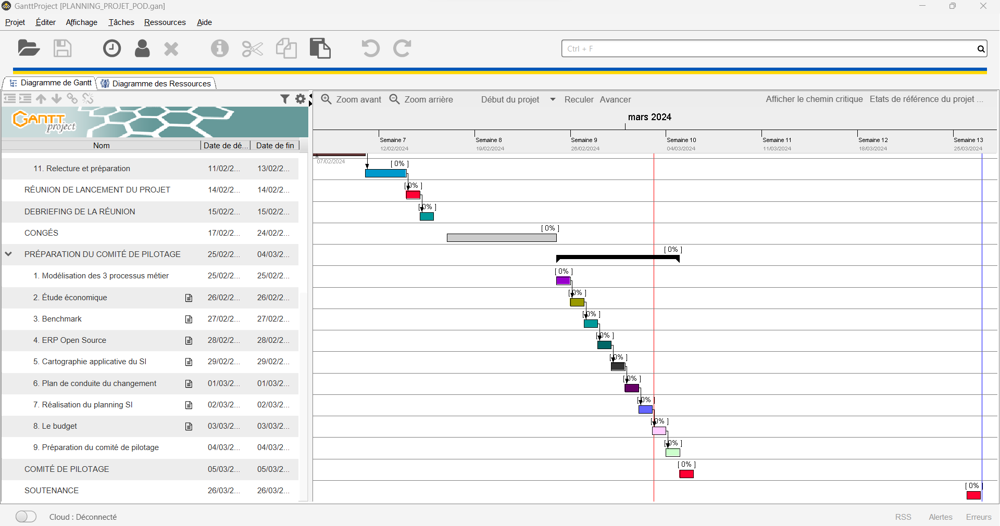 GanttProject [PLANNING_PROJET_POD.gan]
Projet Éditer Affichage Tâches Ressources Aide
Ctrl + F
Diagramme de Gantt Diagramme des Ressources
Zoom avant Zoom arrière Début du projet Reculer Avancer Afficher le chemin critique Etats de référence du projet ...
GANTT project
mars 2024
Nom Date de dé... Date de fin
Semaine 7 Semaine 8 Semaine 9 Semaine 10 Semaine 11 Semaine 12 Semaine 13
12/02/2024 19/02/2024 26/02/2024 04/03/2024 11/03/2024 18/03/2024 25/03/2024
07/02/2024
11. Relecture et préparation 11/02/2... 13/02/2... [ 0% ]
RÉUNION DE LANCEMENT DU PROJET 14/02/2... 14/02/2... [ 0% ]
DEBRIEFING DE LA RÉUNION 15/02/2... 15/02/2... [ 0% ]
CONGÉS 17/02/2... 24/02/2... [ 0% ]
PRÉPARATION DU COMITÉ DE PILOTAGE 25/02/2... 04/03/2... [ 0% ]
1. Modélisation des 3 processus métier 25/02/2... 25/02/2... [ 0% ]
2. Étude économique 26/02/2... 26/02/2... [ 0% ]
3. Benchmark 27/02/2... 27/02/2... [ 0% ]
4. ERP Open Source 28/02/2... 28/02/2... [ 0% ]
5. Cartographie applicative du SI 29/02/2... 29/02/2... [ 0% ]
6. Plan de conduite du changement 01/03/2... 01/03/2... [ 0% ]
7. Réalisation du planning SI 02/03/2... 02/03/2... [ 0% ]
8. Le budget 03/03/2... 03/03/2... [ 0% ]
9. Préparation du comité de pilotage 04/03/2... 04/03/2... [ 0% ]
COMITÉ DE PILOTAGE 05/03/2... 05/03/2... [ 0% ]
SOUTENANCE 26/03/2... 26/03/2... [ 0% ]
Cloud : Déconnecté RSS Alertes Erreurs